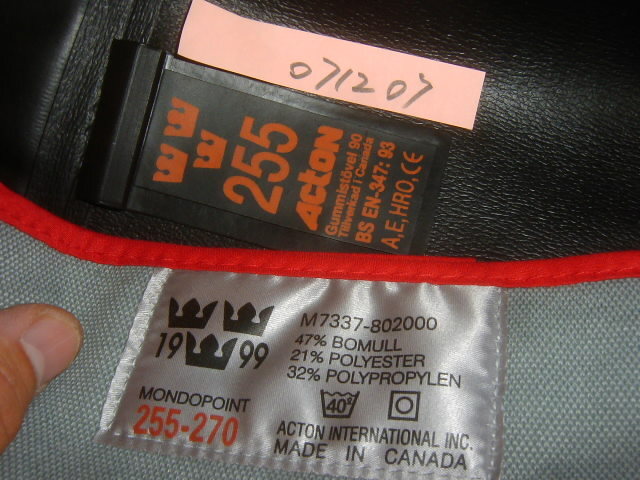 071207
255
ACTON
Gummistövel 90
Tillverkad i Canada
BS EN-347: 93
A,E,HRO,CE
M7337-802000
19 99
47% BOMULL
21% POLYESTER
32% POLYPROPYLEN
MONDOPOINT
255-270
40°
ACTON INTERNATIONAL INC.
MADE IN CANADA